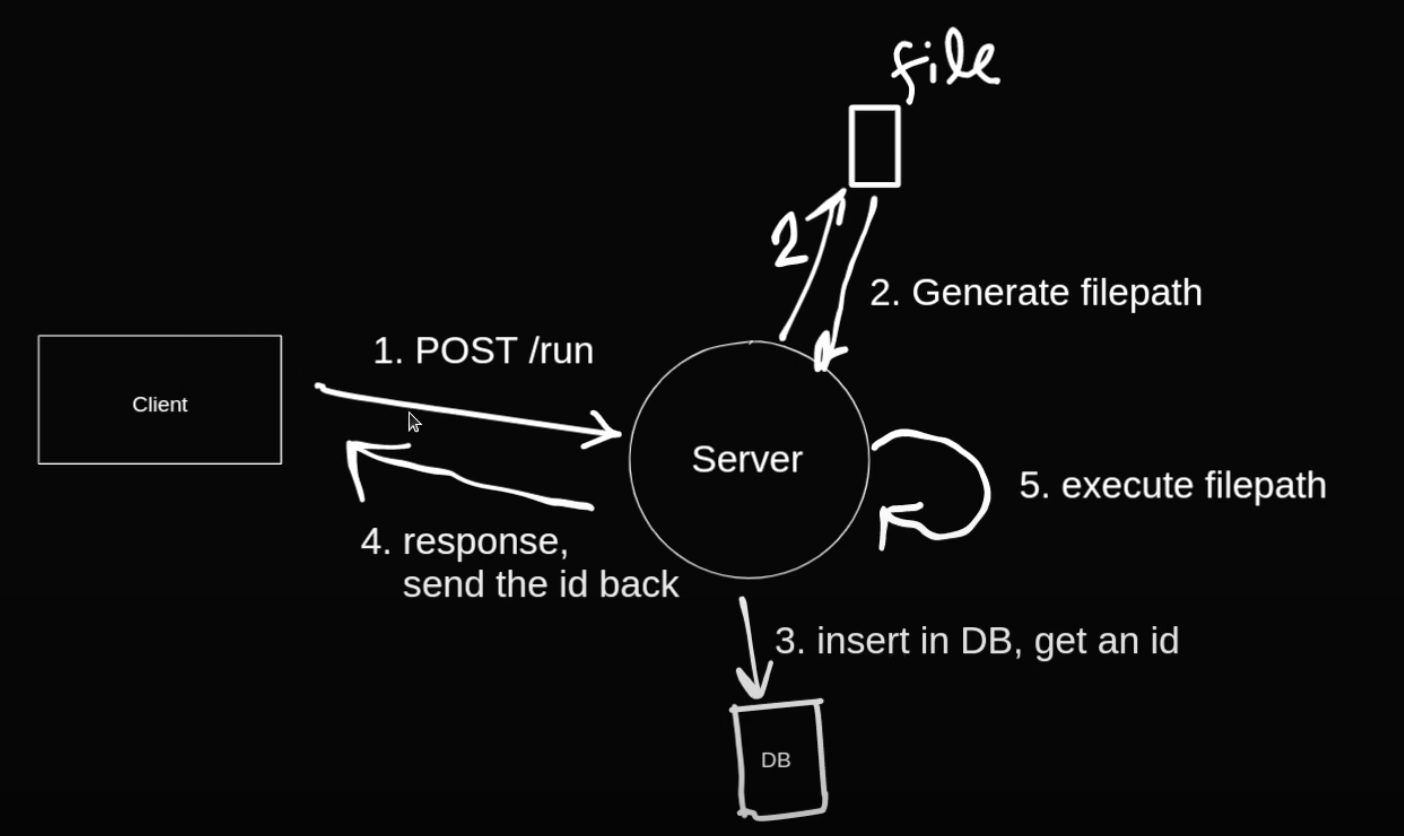 file
2
2. Generate filepath
1. POST /run
Client
Server
5. execute filepath
4. response,
send the id back
3. insert in DB, get an id
DB